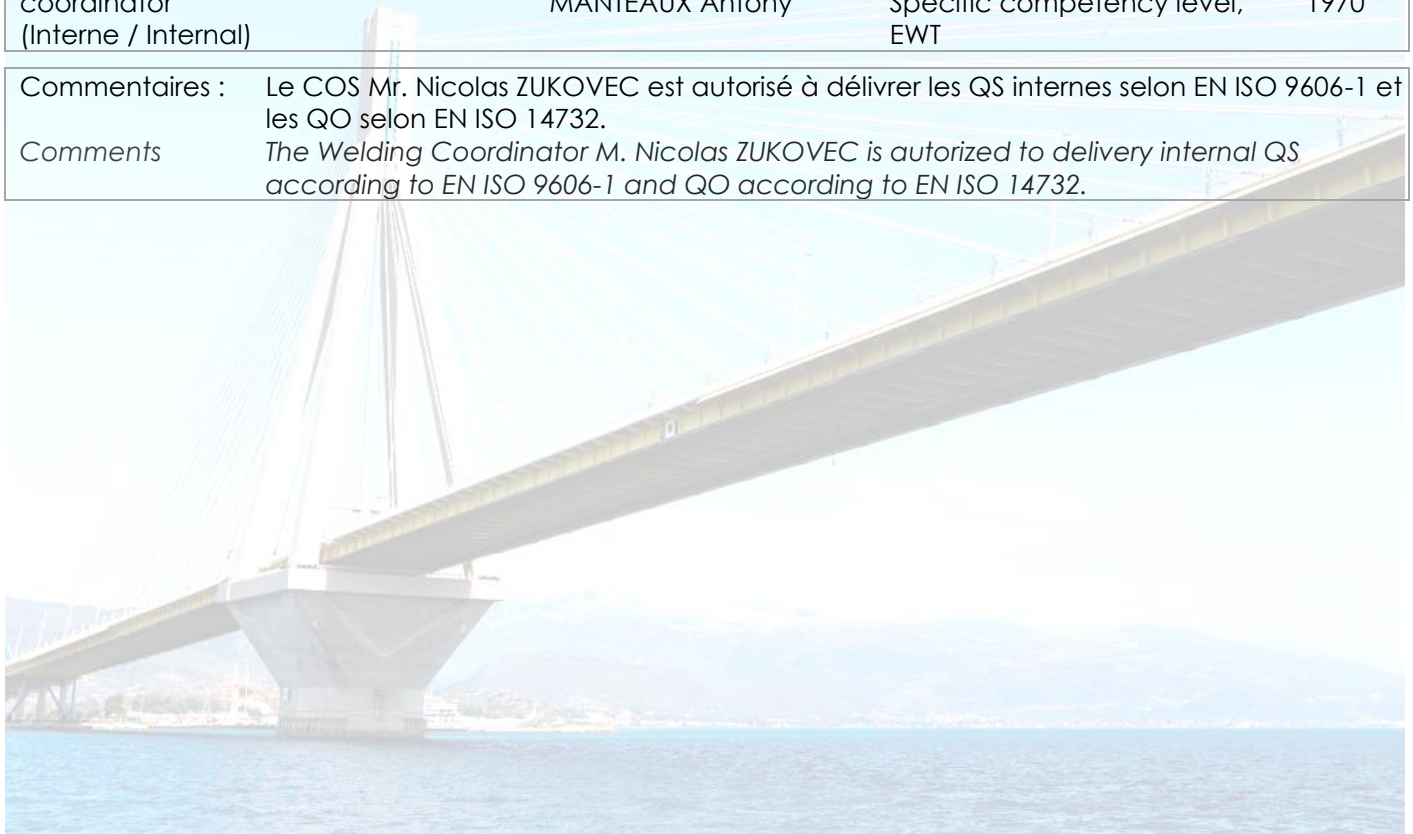 coordinator MANTEAUX Antony Specific competency level, 1970
(Interne / Internal) EWT
Commentaires : Le COS Mr. Nicolas ZUKOVEC est autorisé à délivrer les QS internes selon EN ISO 9606-1 et
les QO selon EN ISO 14732.
Comments The Welding Coordinator M. Nicolas ZUKOVEC is autorized to delivery internal QS
according to EN ISO 9606-1 and QO according to EN ISO 14732.